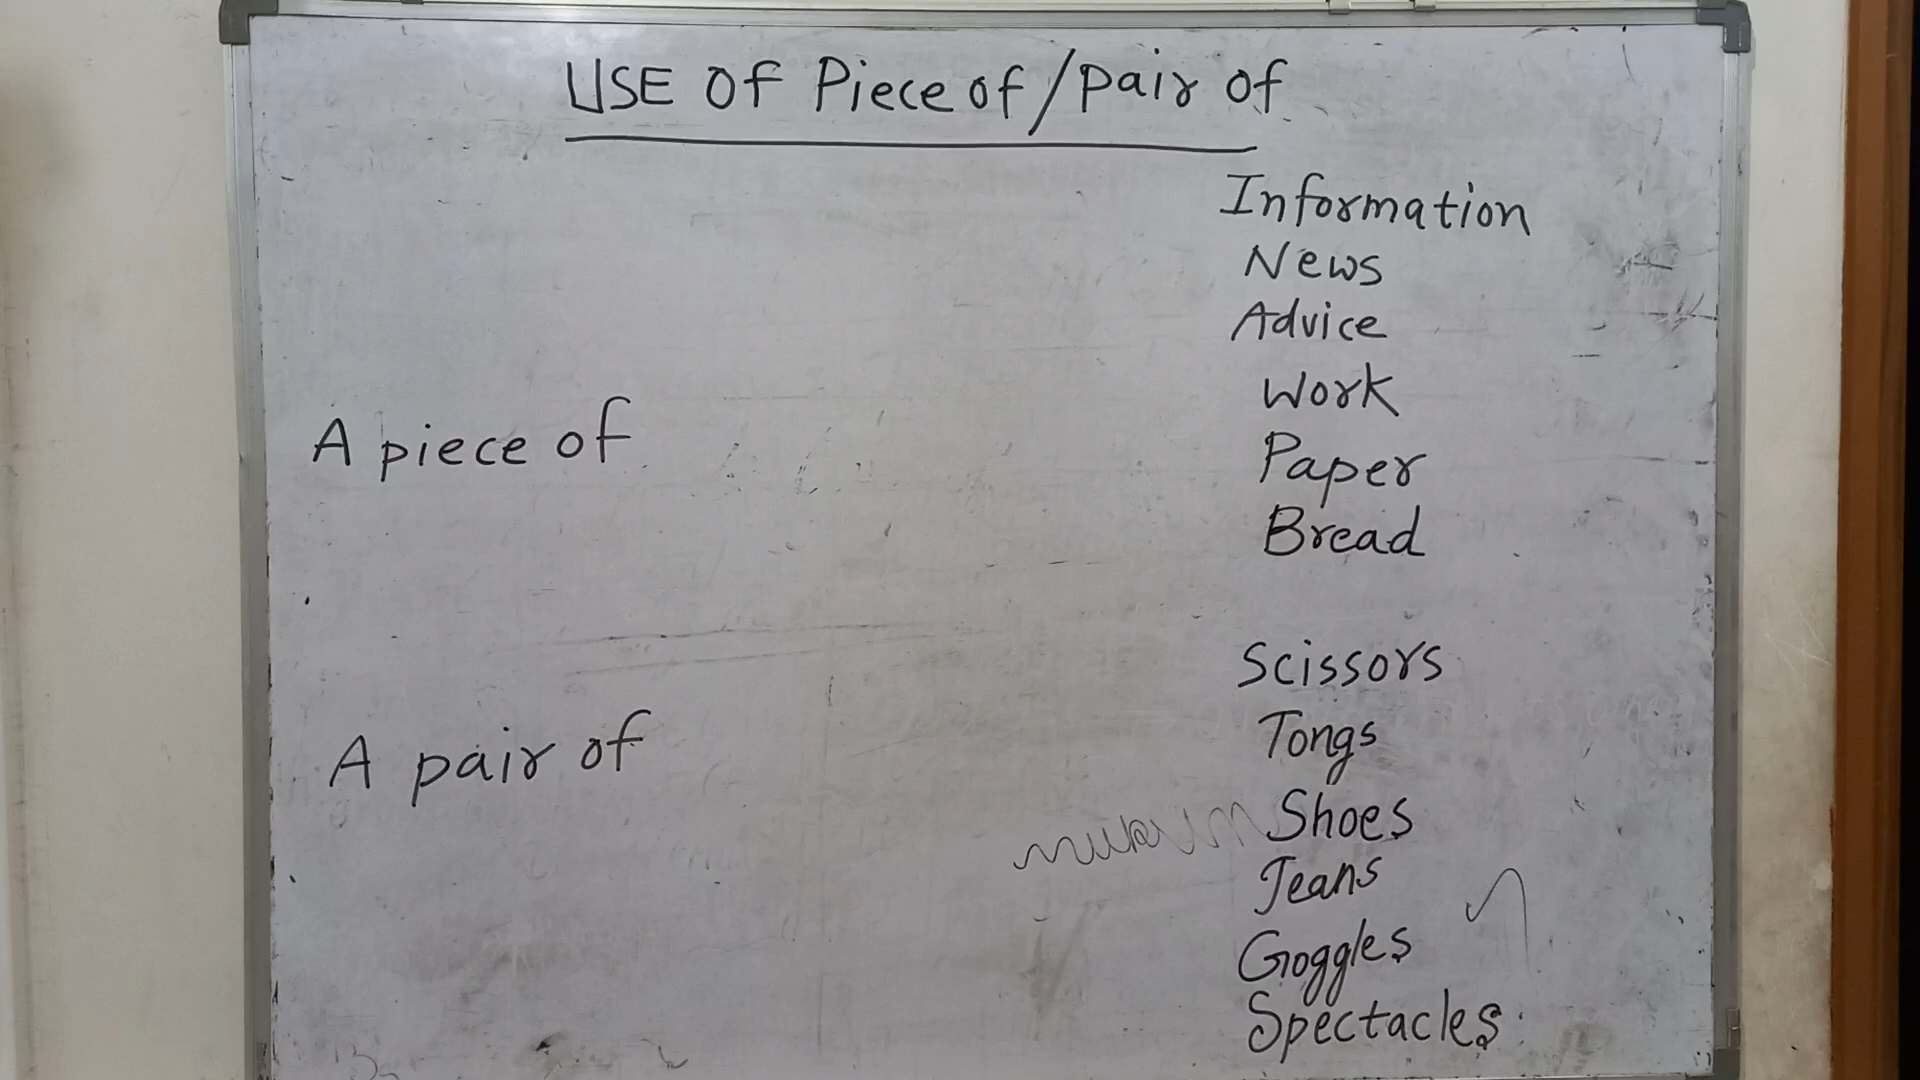 USE OF Piece of/Pair of
Information
News
Advice
Work
A piece of
Paper
Bread
Scissors
Tongs
A pair of
Shoes
Jeans
Goggles
Spectacles